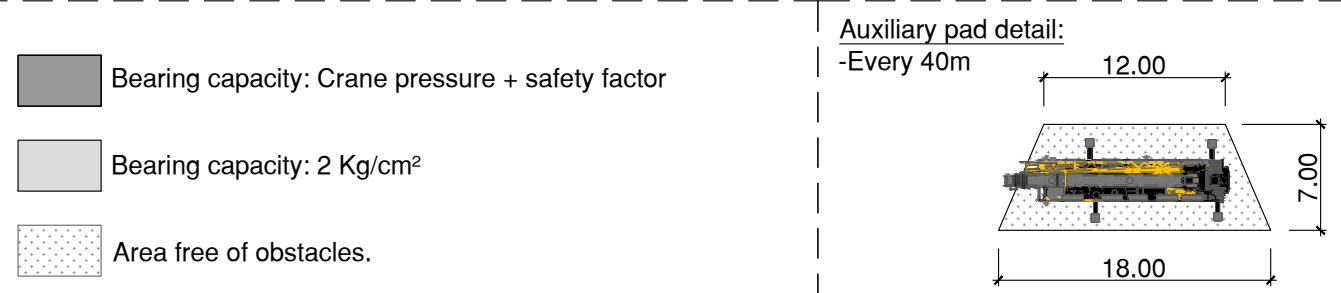 Bearing capacity: Crane pressure + safety factor
Bearing capacity: 2 Kg/cm²
Area free of obstacles.
Auxiliary pad detail:
-Every 40m
12.00
7.00
18.00